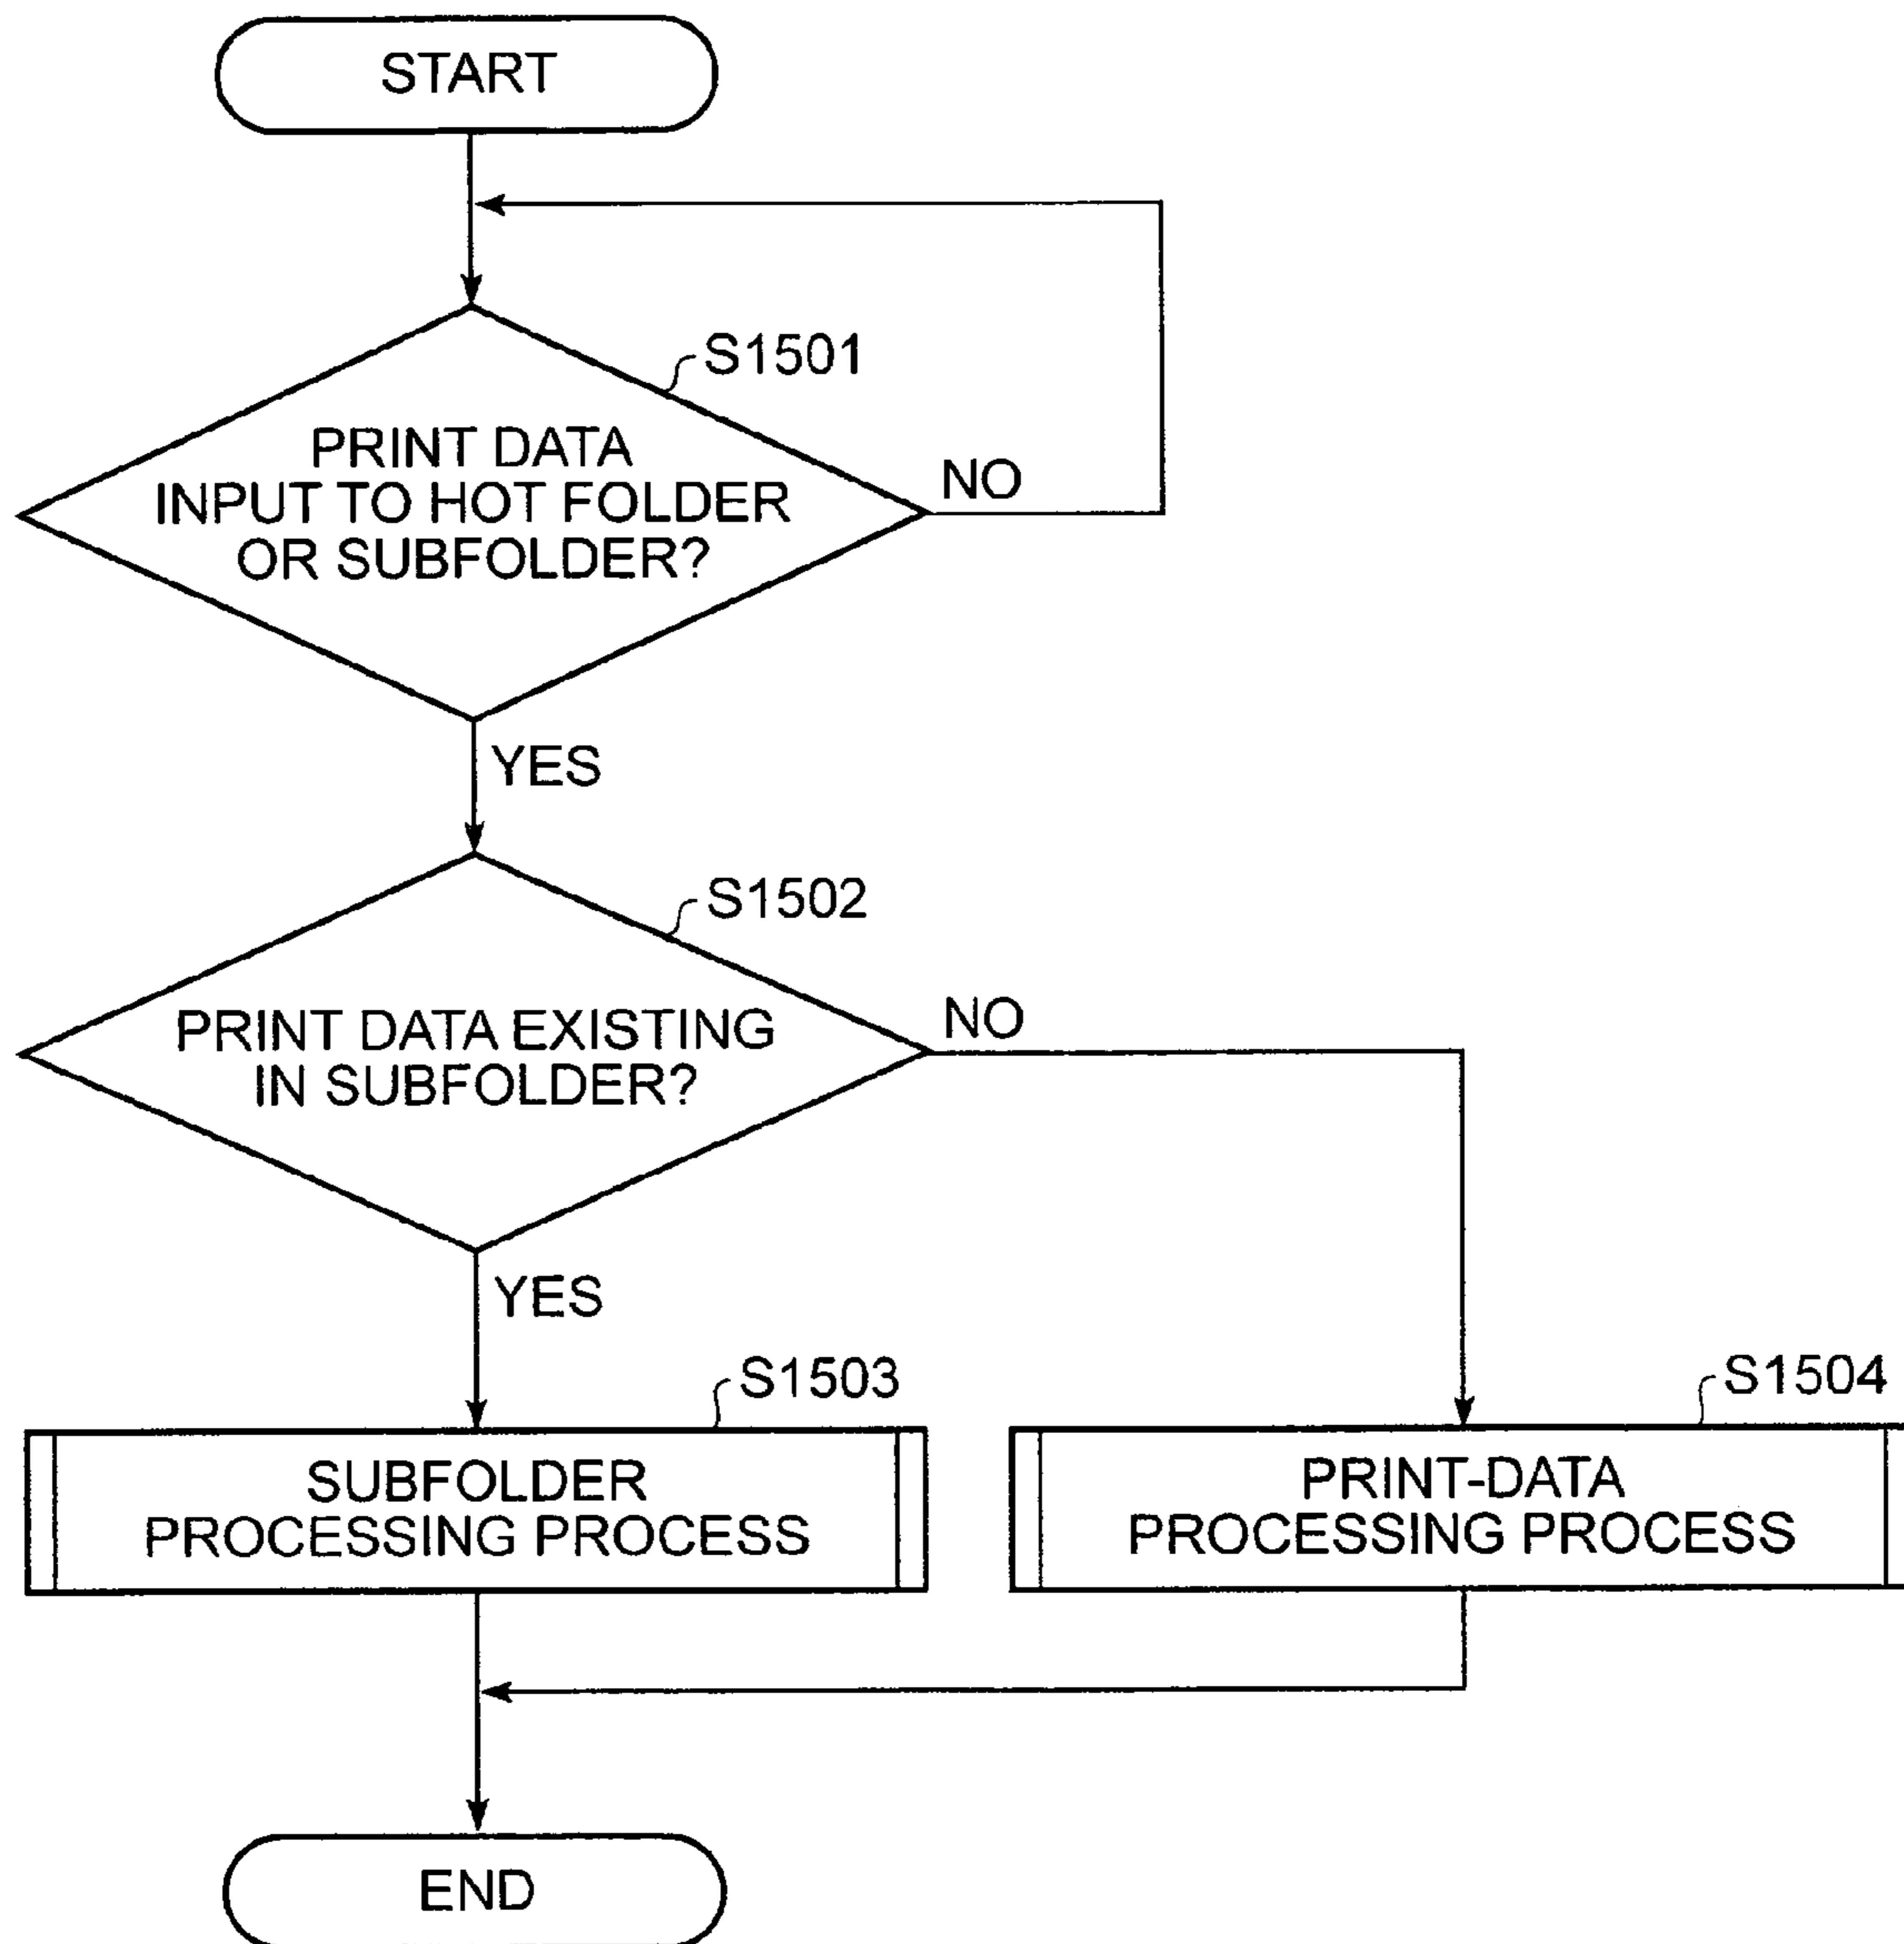 START
S1501
PRINT DATA
INPUT TO HOT FOLDER
OR SUBFOLDER?
NO
YES
S1502
PRINT DATA EXISTING
IN SUBFOLDER?
NO
YES
S1503
SUBFOLDER
PROCESSING PROCESS
S1504
PRINT-DATA
PROCESSING PROCESS
END